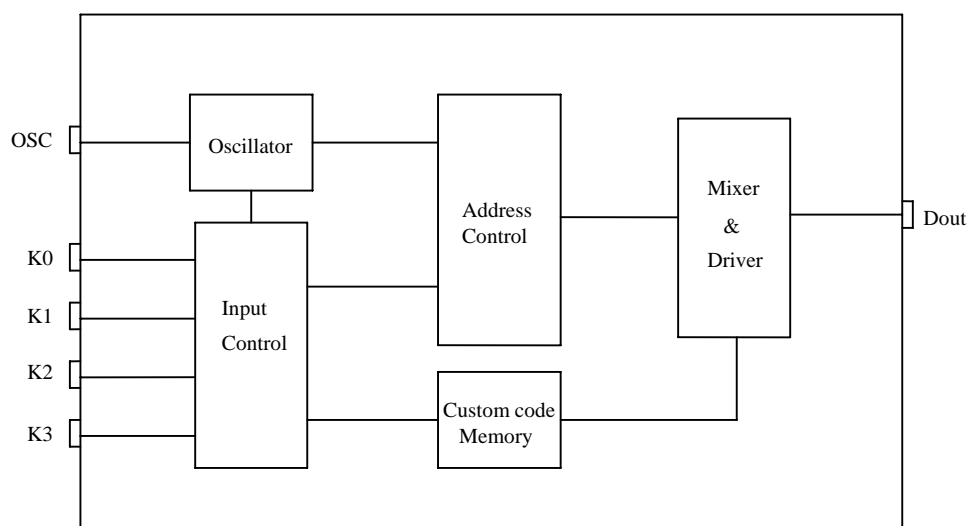 OSC
Oscillator
Address
Control
Mixer
&
Driver
Dout
K0
K1
K2
K3
Input
Control
Custom code
Memory